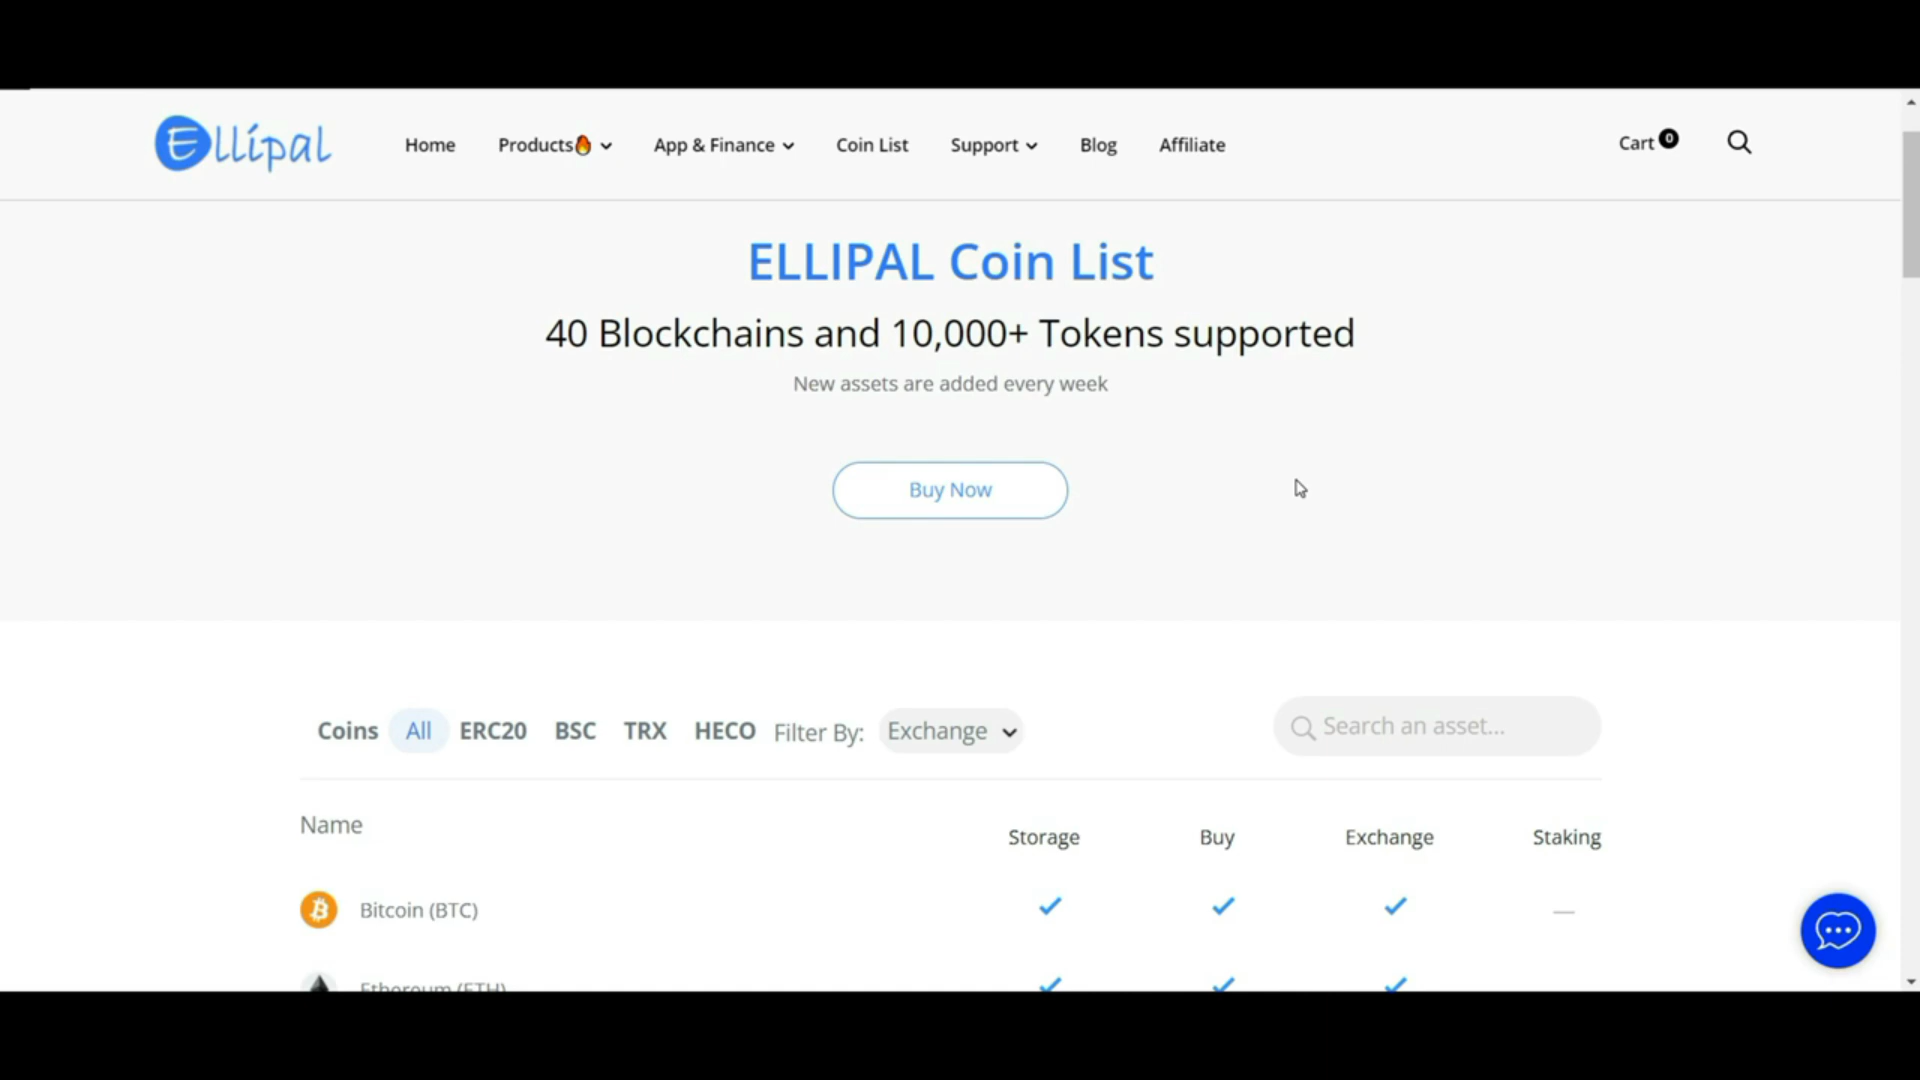 Ellipal Home Products🔥 App & Finance Coin List Support Blog Affiliate Cart 0
ELLIPAL Coin List
40 Blockchains and 10,000+ Tokens supported
New assets are added every week
Buy Now
Coins All ERC20 BSC TRX HECO Filter By: Exchange Search an asset...
Name Storage Buy Exchange Staking
Bitcoin (BTC)
Ethereum (ETH)